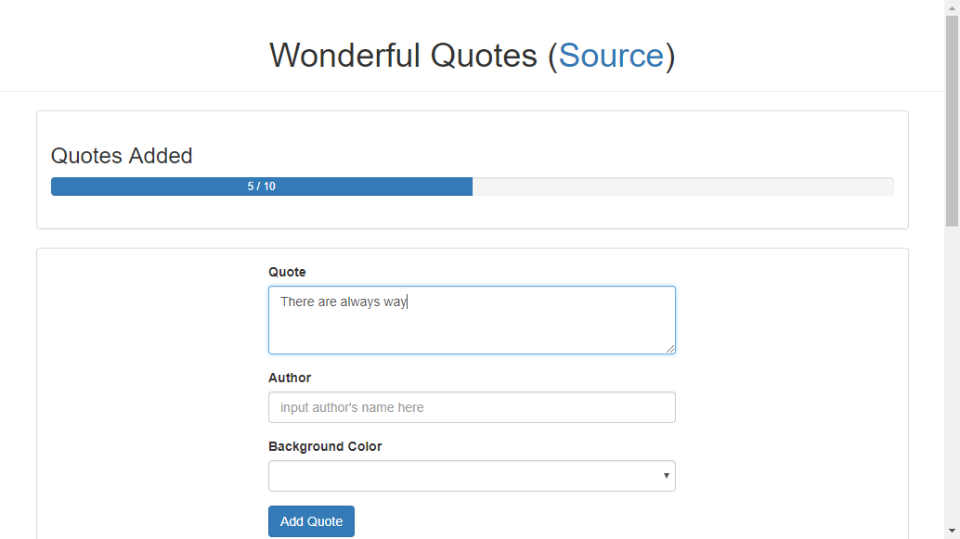 Wonderful Quotes (Source)
Quotes Added
5 / 10
Quote
There are always way
Author
input author's name here
Background Color
Add Quote